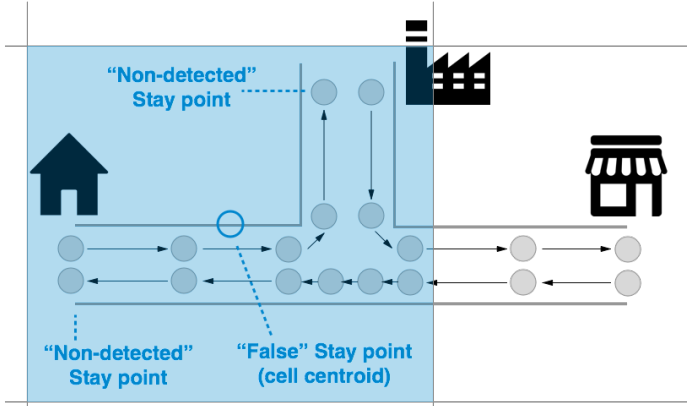 “Non-detected”
Stay point
“Non-detected”
Stay point
“False” Stay point
(cell centroid)